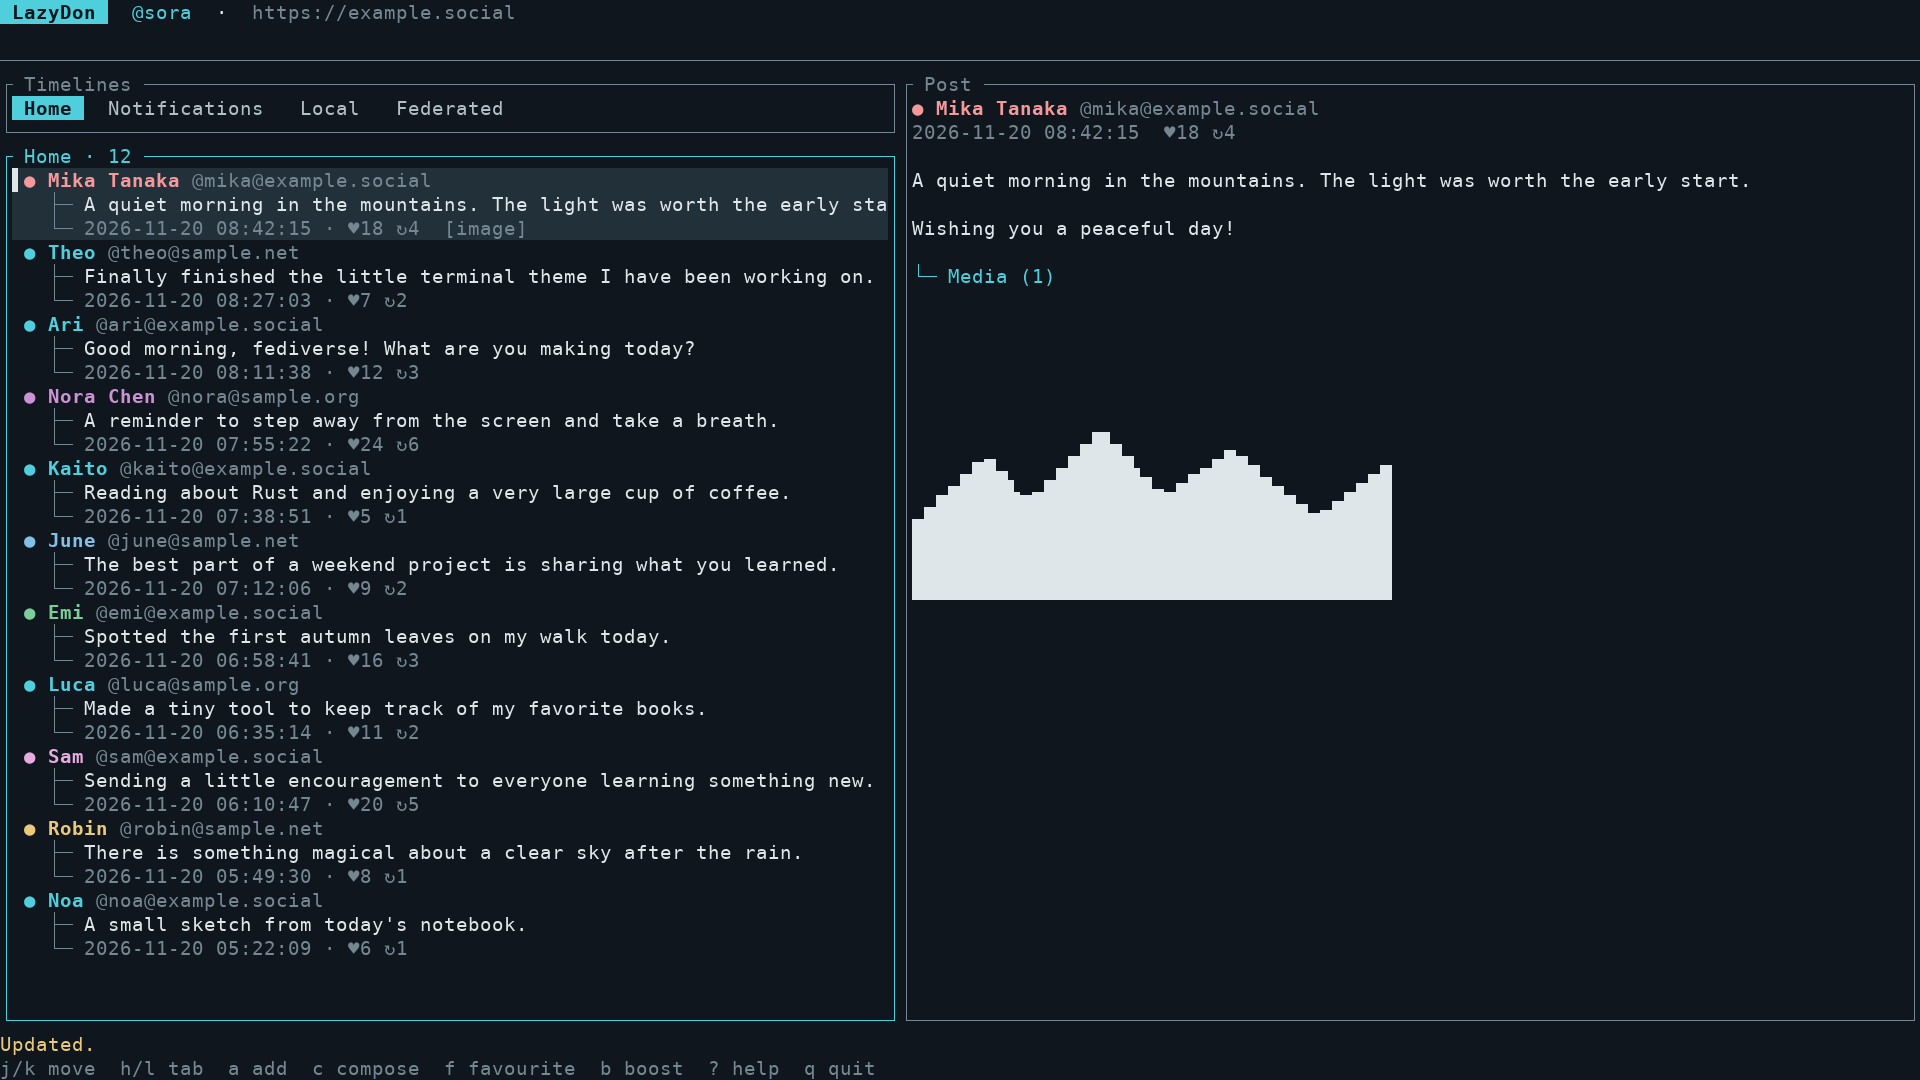 LazyDon @sora · https://example.social
Timelines
Home Notifications Local Federated
Home · 12
● Mika Tanaka @mika@example.social
├─ A quiet morning in the mountains. The light was worth the early sta
└─ 2026-11-20 08:42:15 · ♥18 ↻4 [image]
● Theo @theo@sample.net
├─ Finally finished the little terminal theme I have been working on.
└─ 2026-11-20 08:27:03 · ♥7 ↻2
● Ari @ari@example.social
├─ Good morning, fediverse! What are you making today?
└─ 2026-11-20 08:11:38 · ♥12 ↻3
● Nora Chen @nora@sample.org
├─ A reminder to step away from the screen and take a breath.
└─ 2026-11-20 07:55:22 · ♥24 ↻6
● Kaito @kaito@example.social
├─ Reading about Rust and enjoying a very large cup of coffee.
└─ 2026-11-20 07:38:51 · ♥5 ↻1
● June @june@sample.net
├─ The best part of a weekend project is sharing what you learned.
└─ 2026-11-20 07:12:06 · ♥9 ↻2
● Emi @emi@example.social
├─ Spotted the first autumn leaves on my walk today.
└─ 2026-11-20 06:58:41 · ♥16 ↻3
● Luca @luca@sample.org
├─ Made a tiny tool to keep track of my favorite books.
└─ 2026-11-20 06:35:14 · ♥11 ↻2
● Sam @sam@example.social
├─ Sending a little encouragement to everyone learning something new.
└─ 2026-11-20 06:10:47 · ♥20 ↻5
● Robin @robin@sample.net
├─ There is something magical about a clear sky after the rain.
└─ 2026-11-20 05:49:30 · ♥8 ↻1
● Noa @noa@example.social
├─ A small sketch from today's notebook.
└─ 2026-11-20 05:22:09 · ♥6 ↻1
Post
● Mika Tanaka @mika@example.social
2026-11-20 08:42:15 ♥18 ↻4
A quiet morning in the mountains. The light was worth the early start.
Wishing you a peaceful day!
└─ Media (1)
Updated.
j/k move h/l tab a add c compose f favourite b boost ? help q quit